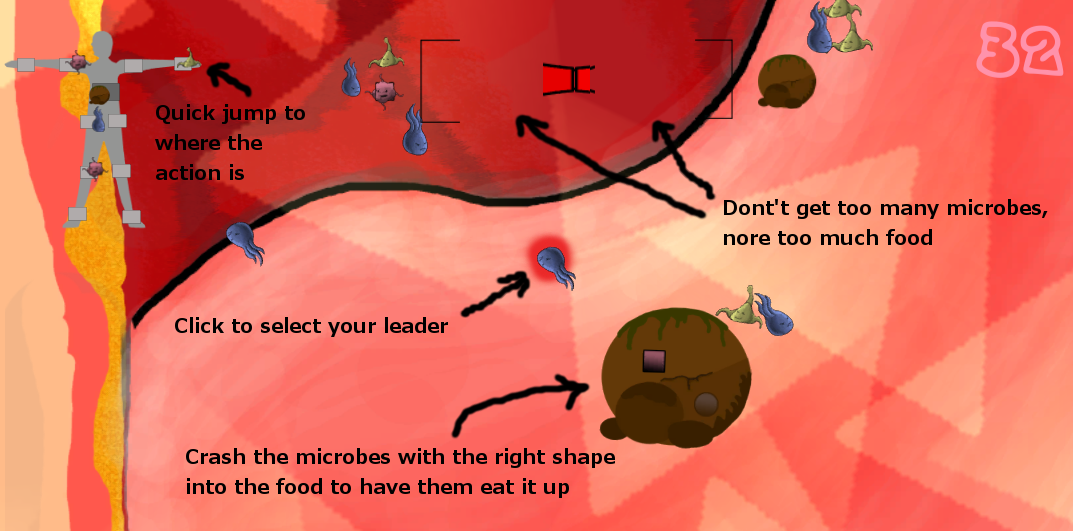 32
Quick jump to
where the
action is
Dont't get too many microbes,
nore too much food
Click to select your leader
Crash the microbes with the right shape
into the food to have them eat it up